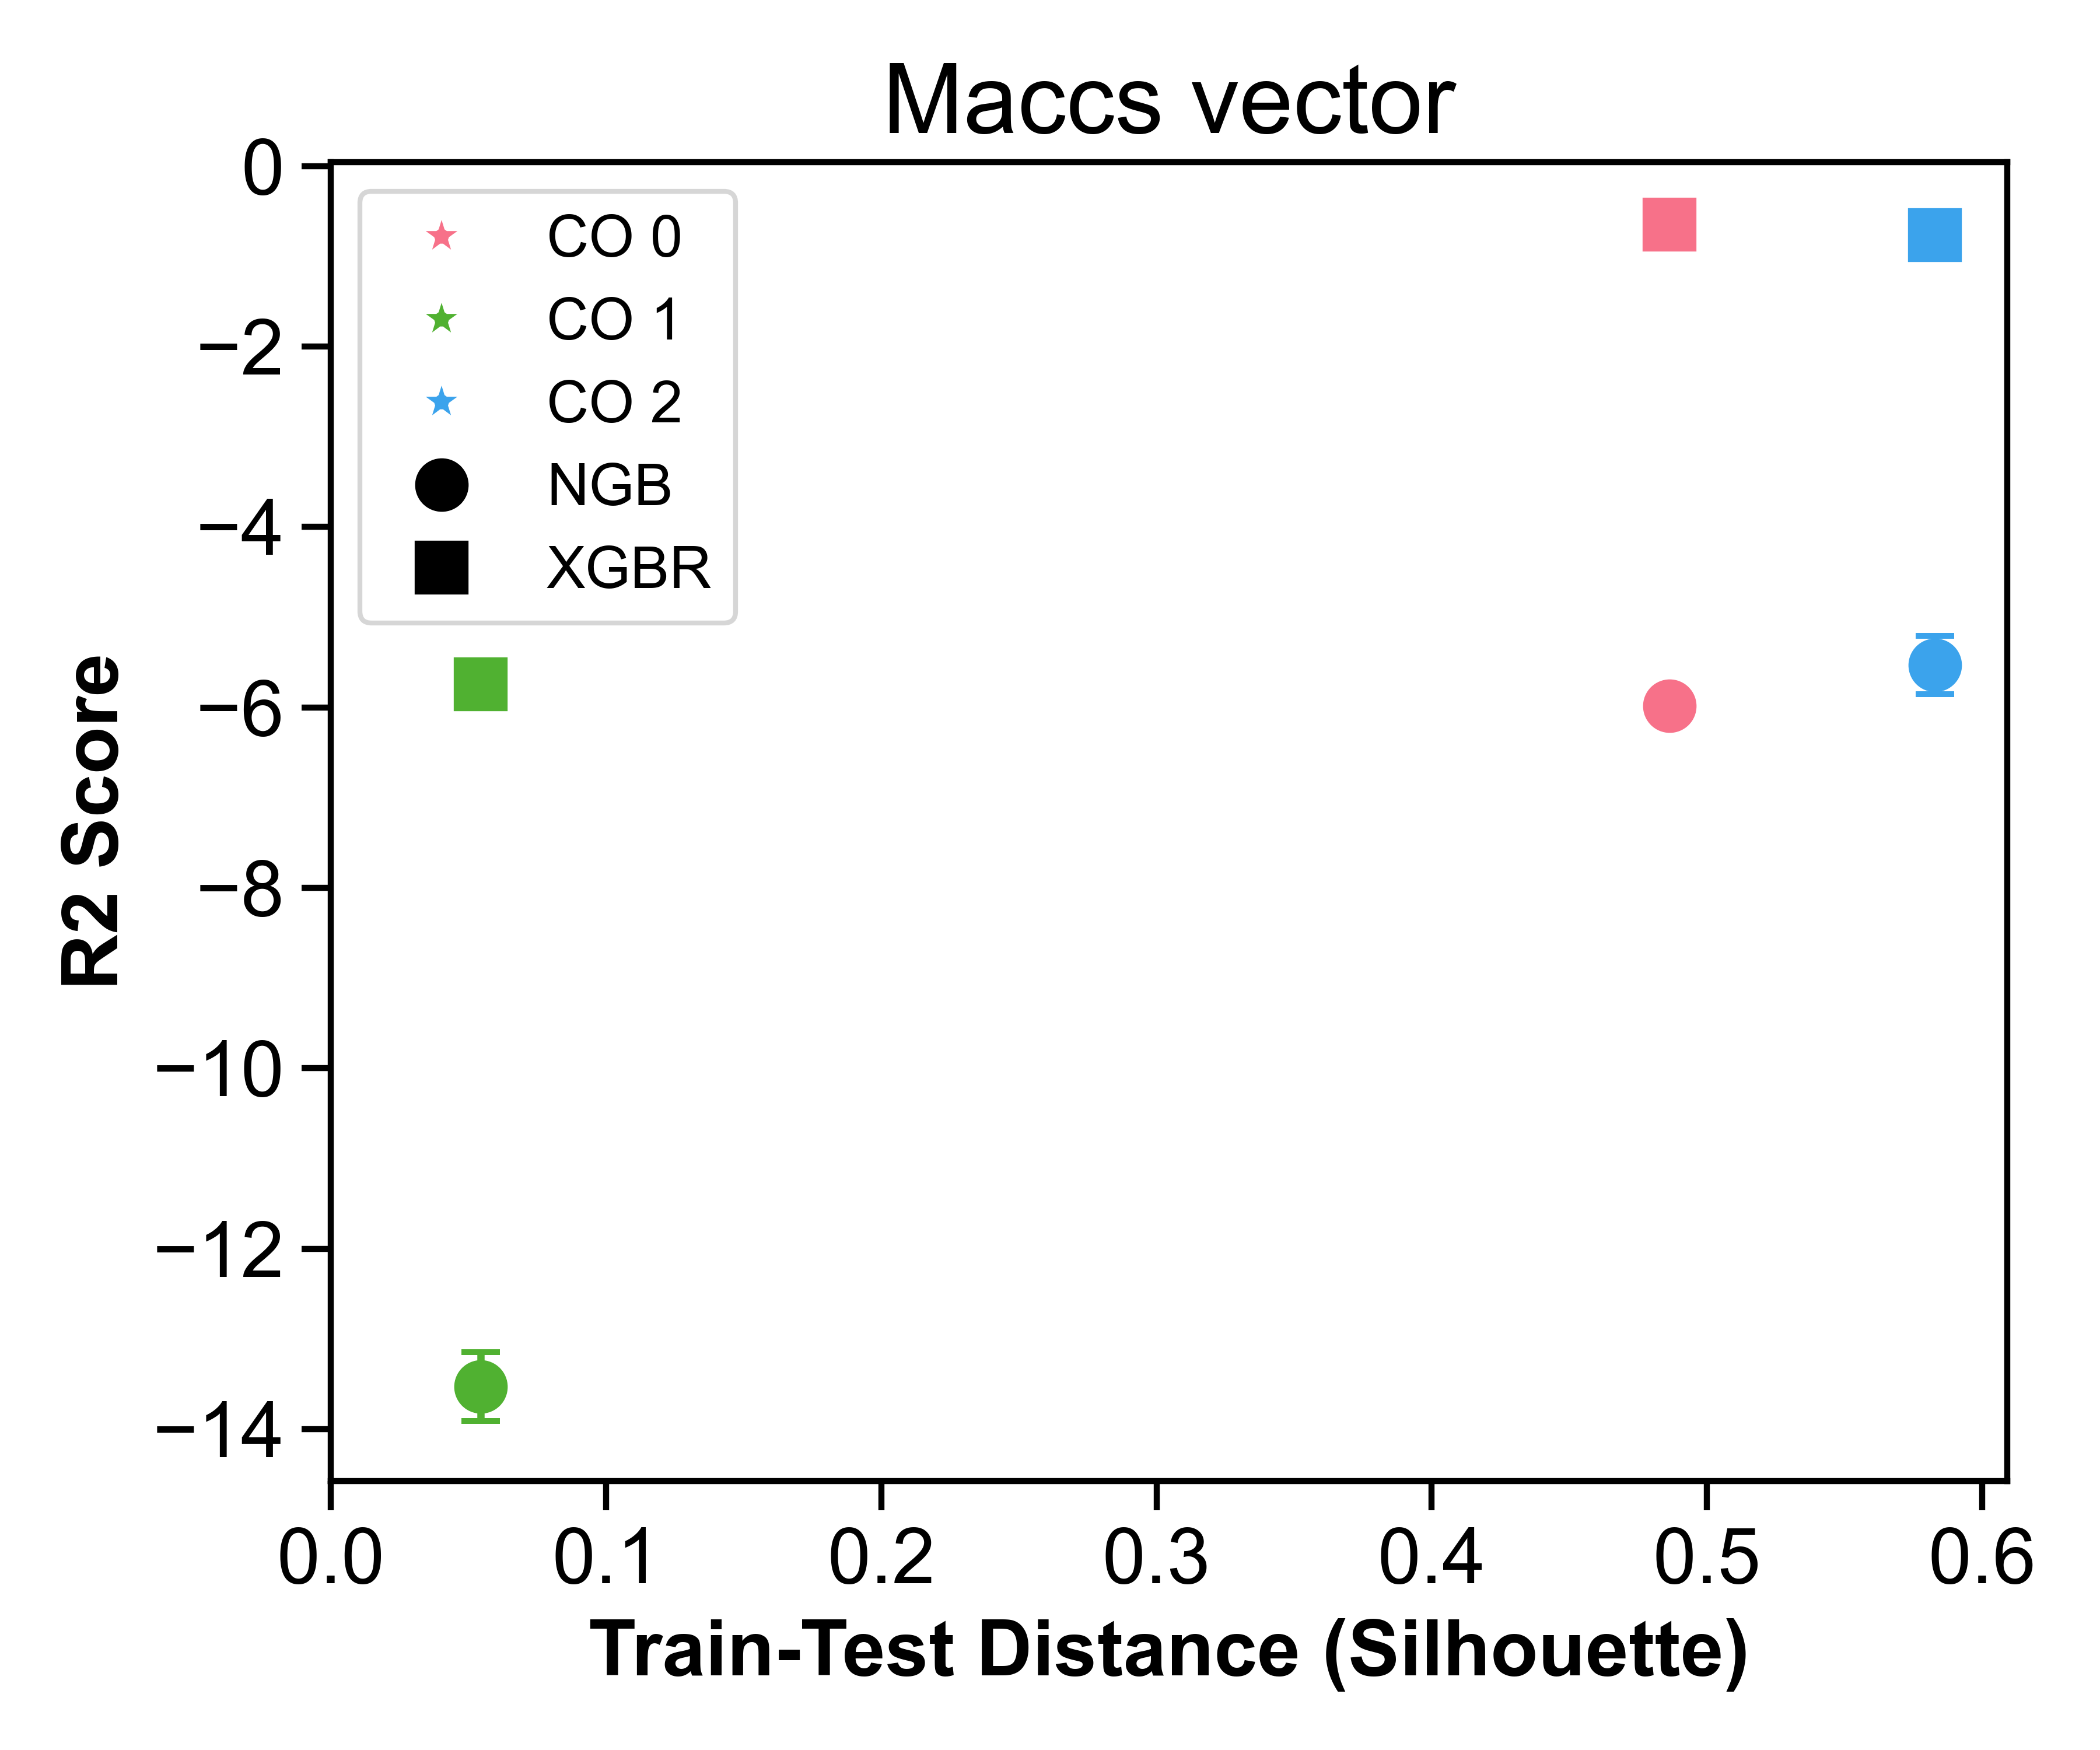 Maccs vector
0
−2
−4
−6
−8
−10
−12
−14
R2 Score
CO 0
CO 1
CO 2
NGB
XGBR
0.0 0.1 0.2 0.3 0.4 0.5 0.6
Train-Test Distance (Silhouette)